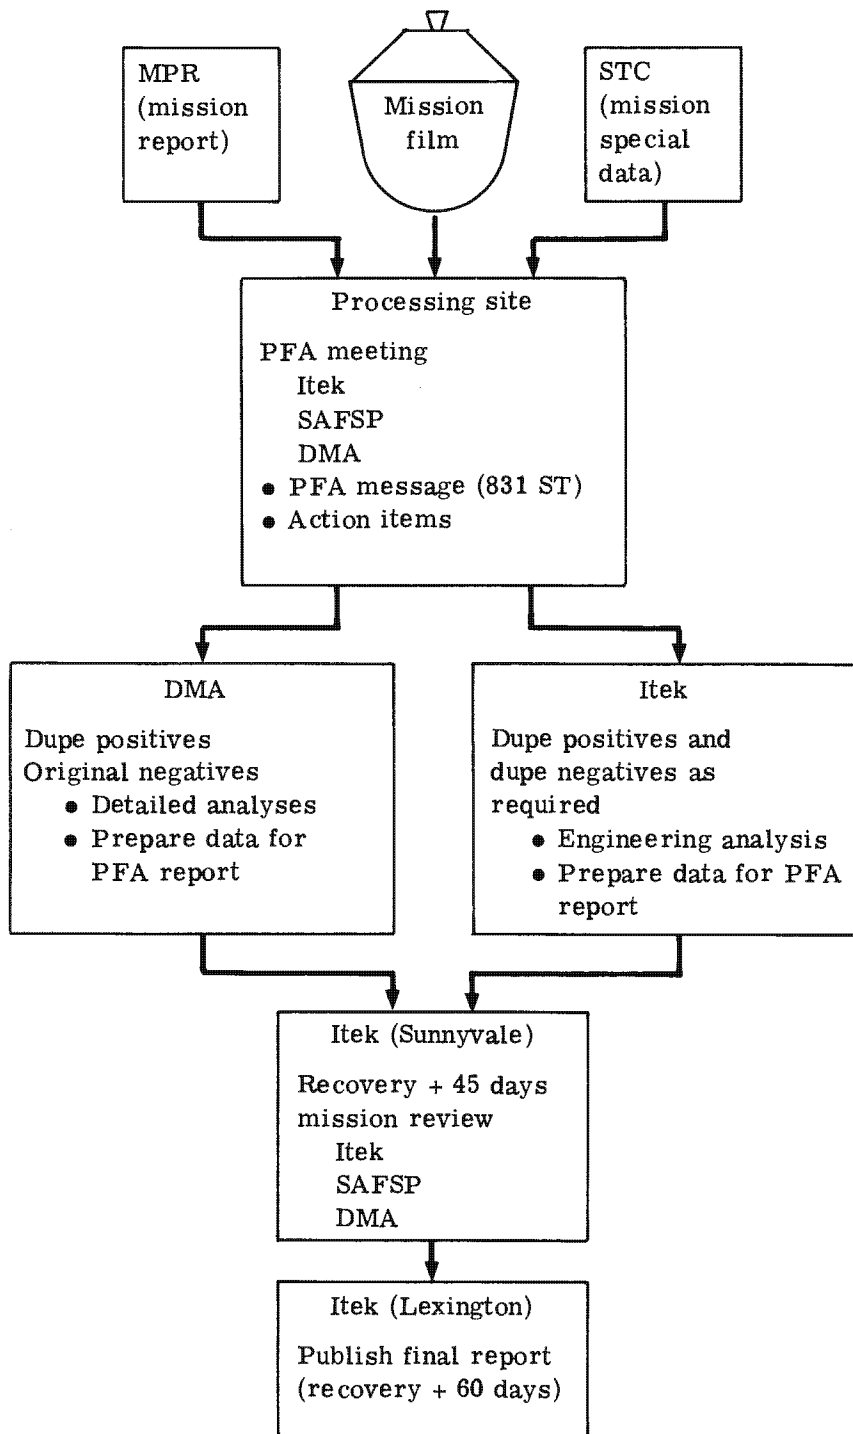 MPR
(mission
report)
Mission
film
STC
(mission
special
data)
Processing site
PFA meeting
Itek
SAFSP
DMA
• PFA message (831 ST)
• Action items
DMA
Dupe positives
Original negatives
• Detailed analyses
• Prepare data for
PFA report
Itek
Dupe positives and
dupe negatives as
required
• Engineering analysis
• Prepare data for PFA
report
Itek (Sunnyvale)
Recovery + 45 days
mission review
Itek
SAFSP
DMA
Itek (Lexington)
Publish final report
(recovery + 60 days)